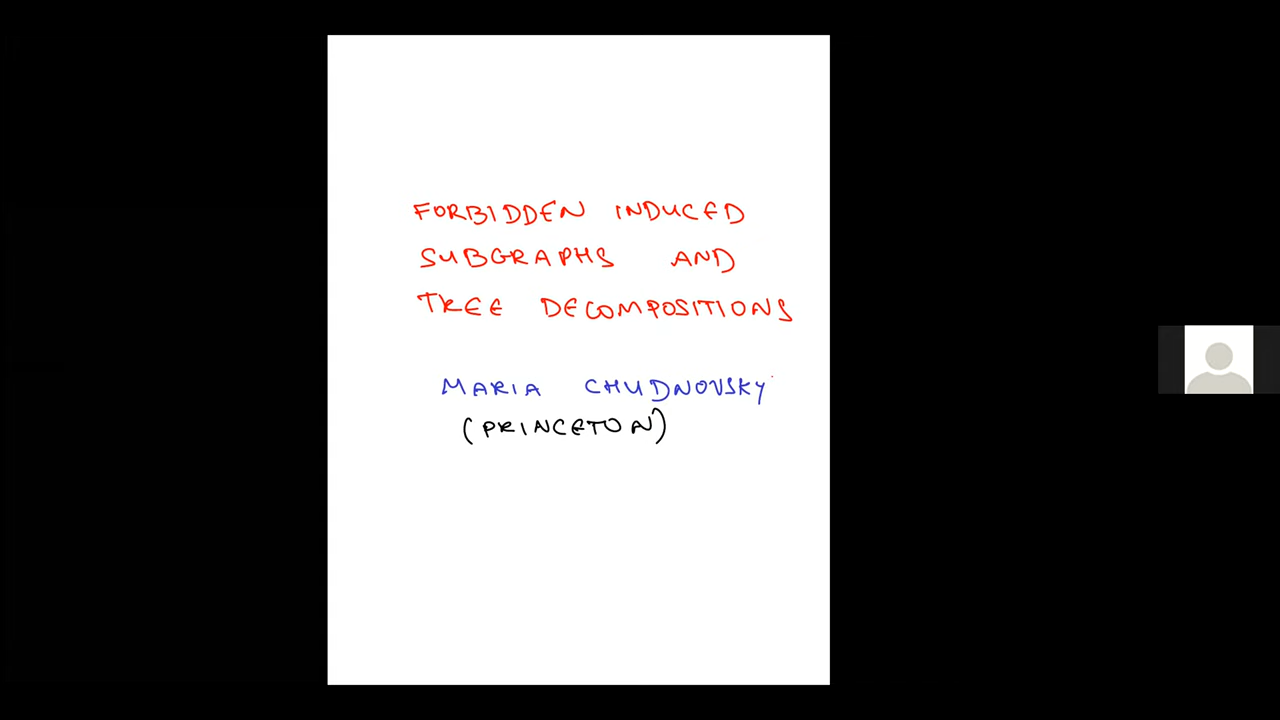 FORBIDDEN INDUCED
SUBGRAPHS AND
TREE DECOMPOSITIONS
MARIA CHUDNOVSKY
(PRINCETON)